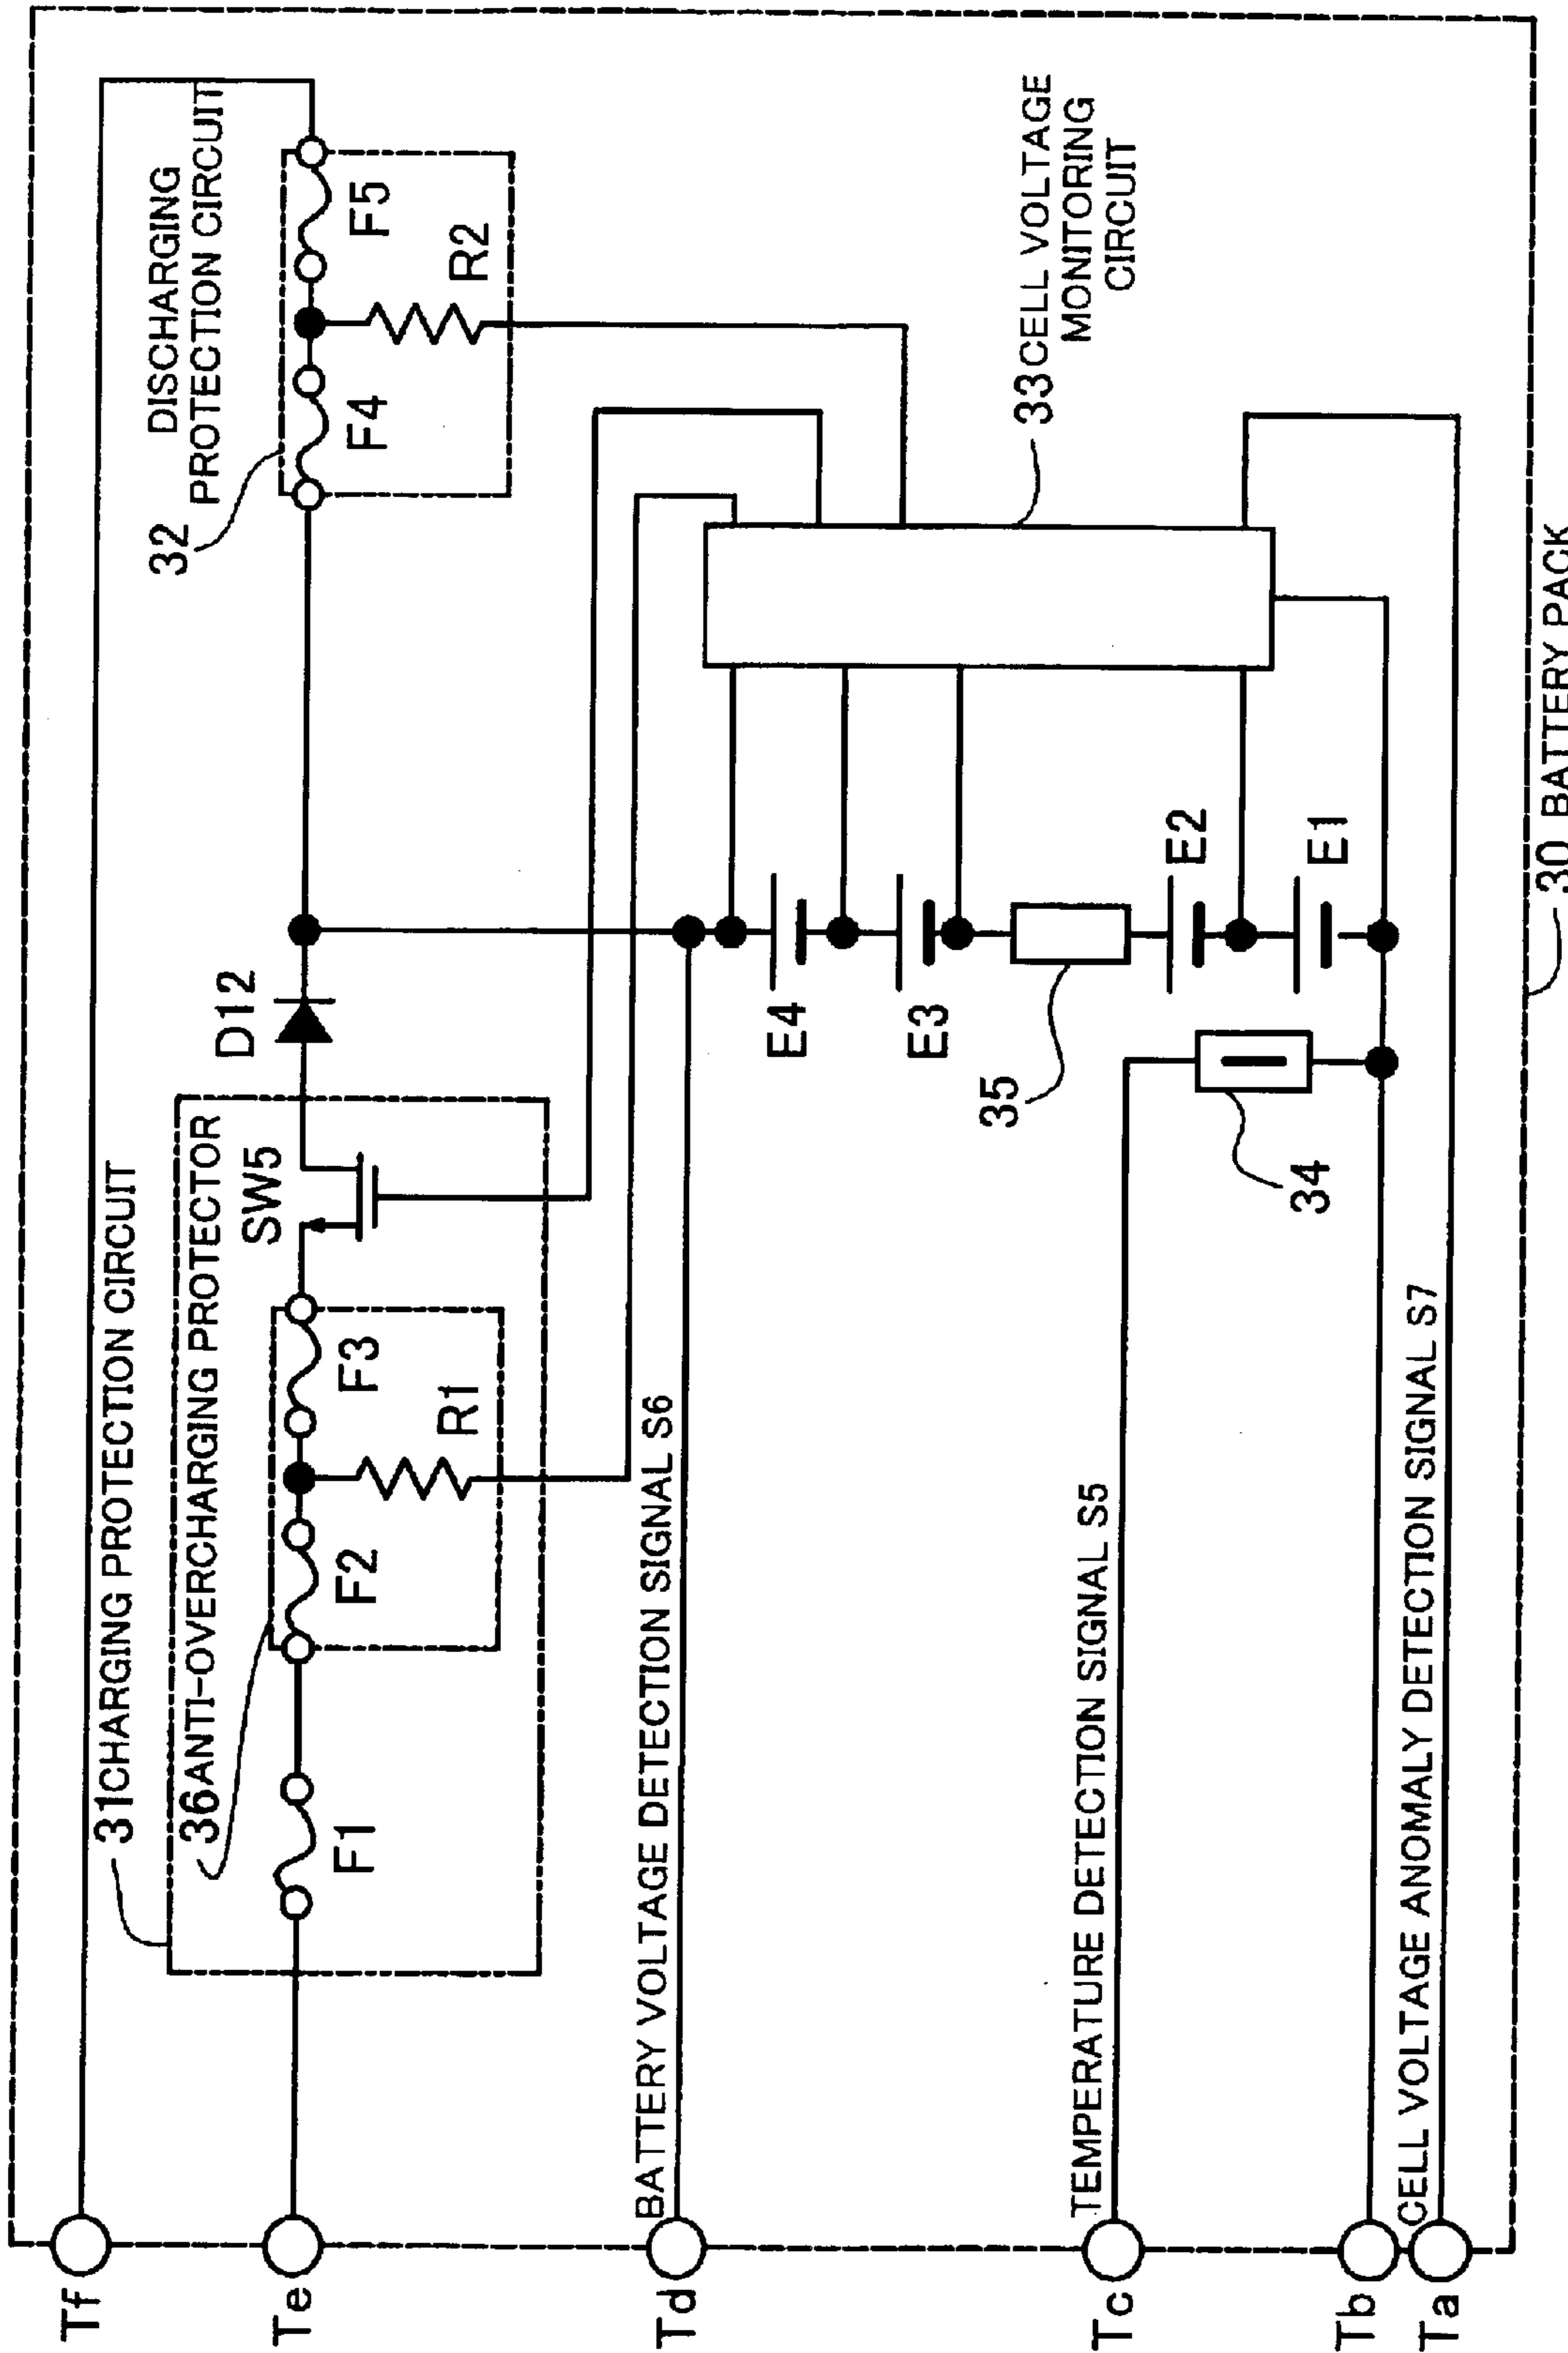 Tf
Te
Td
Tc
Tb
Ta
31 CHARGING PROTECTION CIRCUIT
36 ANTI-OVERCHARGING PROTECTOR
F1
F2
F3
R1
SW5
D12
32
DISCHARGING
PROTECTION CIRCUIT
F4
F5
R2
BATTERY VOLTAGE DETECTION SIGNAL S6
33 CELL VOLTAGE
MONITORING
CIRCUIT
E4
E3
35
E2
E1
34
TEMPERATURE DETECTION SIGNAL S5
CELL VOLTAGE ANOMALY DETECTION SIGNAL S7
30 BATTERY PACK